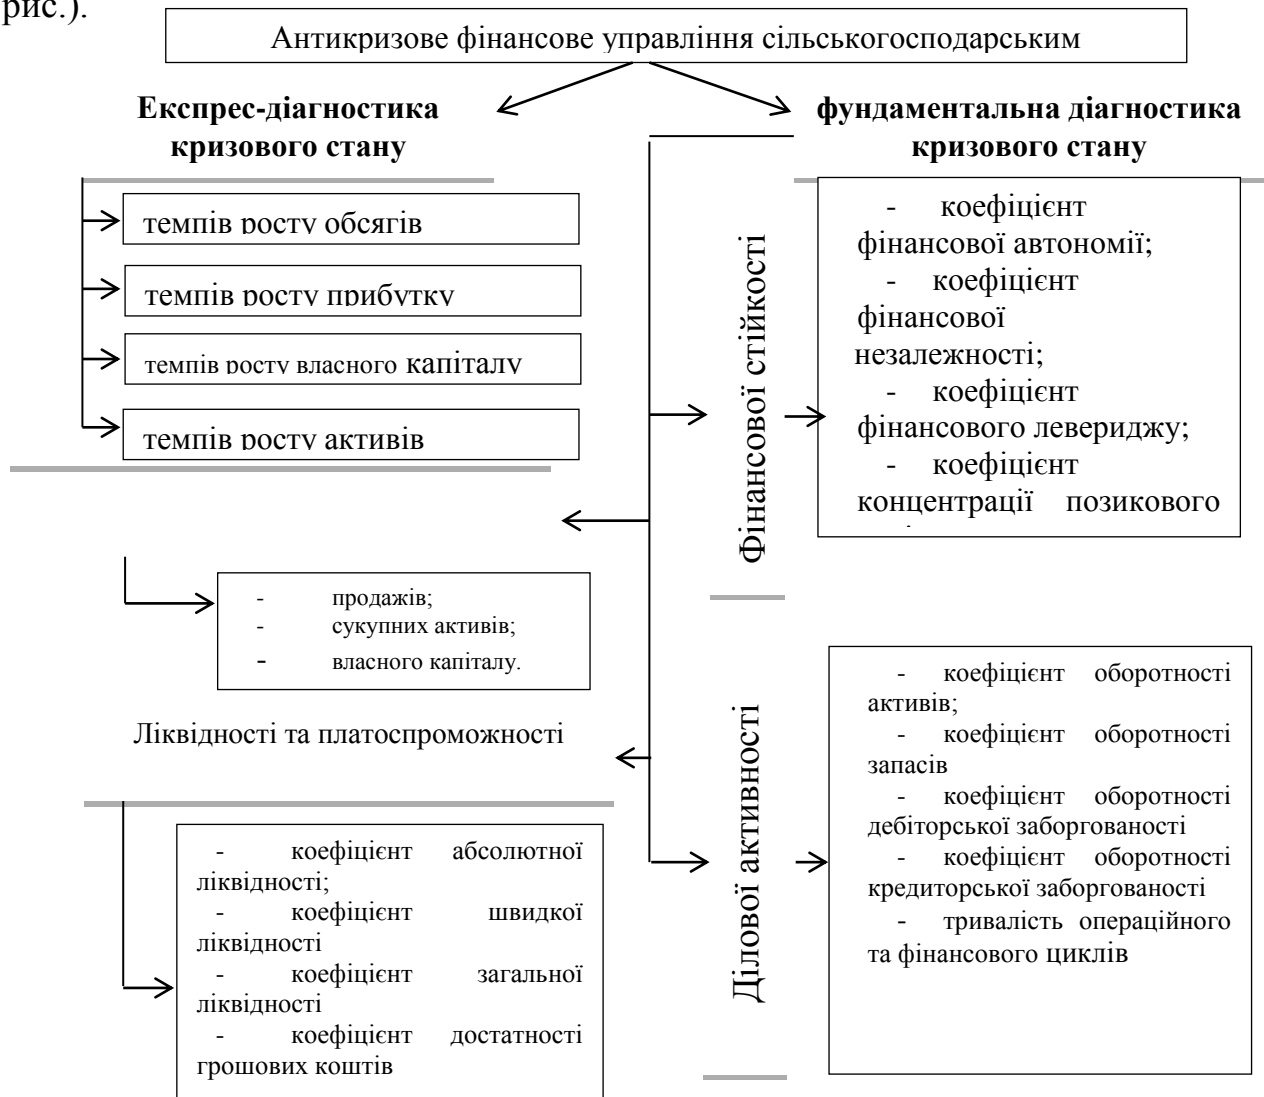 рис.).
Антикризове фінансове управління сільськогосподарським
Експрес-діагностика
кризового стану
фундаментальна діагностика
кризового стану
темпів росту обсягів
темпів росту прибутку
темпів росту власного капіталу
темпів росту активів
Фінансової стійкості
- коефіцієнт
фінансової автономії;
- коефіцієнт
фінансової
незалежності;
- коефіцієнт
фінансового левериджу;
- коефіцієнт
концентрації позикового
- продажів;
- сукупних активів;
- власного капіталу.
Ліквідності та платоспроможності
- коефіцієнт абсолютної
ліквідності;
- коефіцієнт швидкої
ліквідності
- коефіцієнт загальної
ліквідності
- коефіцієнт достатності
грошових коштів
Ділової активності
- коефіцієнт оборотності
активів;
- коефіцієнт оборотності
запасів
- коефіцієнт оборотності
дебіторської заборгованості
- коефіцієнт оборотності
кредиторської заборгованості
- тривалість операційного
та фінансового циклів